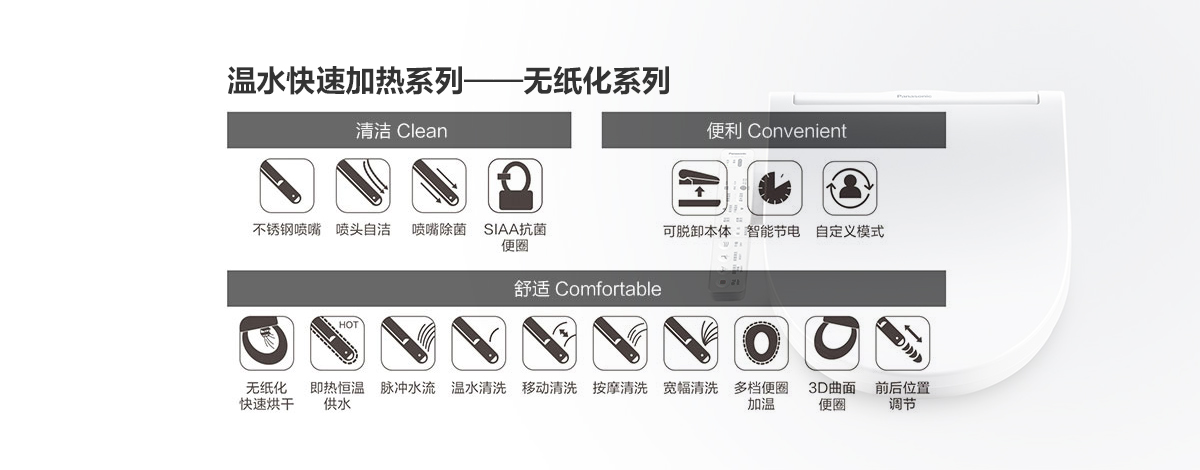 温水快速加热系列——无纸化系列
Panasonic
清洁 Clean
便利 Convenient
Panasonic
不锈钢喷嘴
喷头自洁
喷嘴除菌
SIAA抗菌
便圈
可脱卸本体
智能节电
自定义模式
舒适 Comfortable
HOT
无纸化
快速烘干
即热恒温
供水
脉冲水流
温水清洗
移动清洗
按摩清洗
宽幅清洗
多档便圈
加温
3D曲面
便圈
前后位置
调节